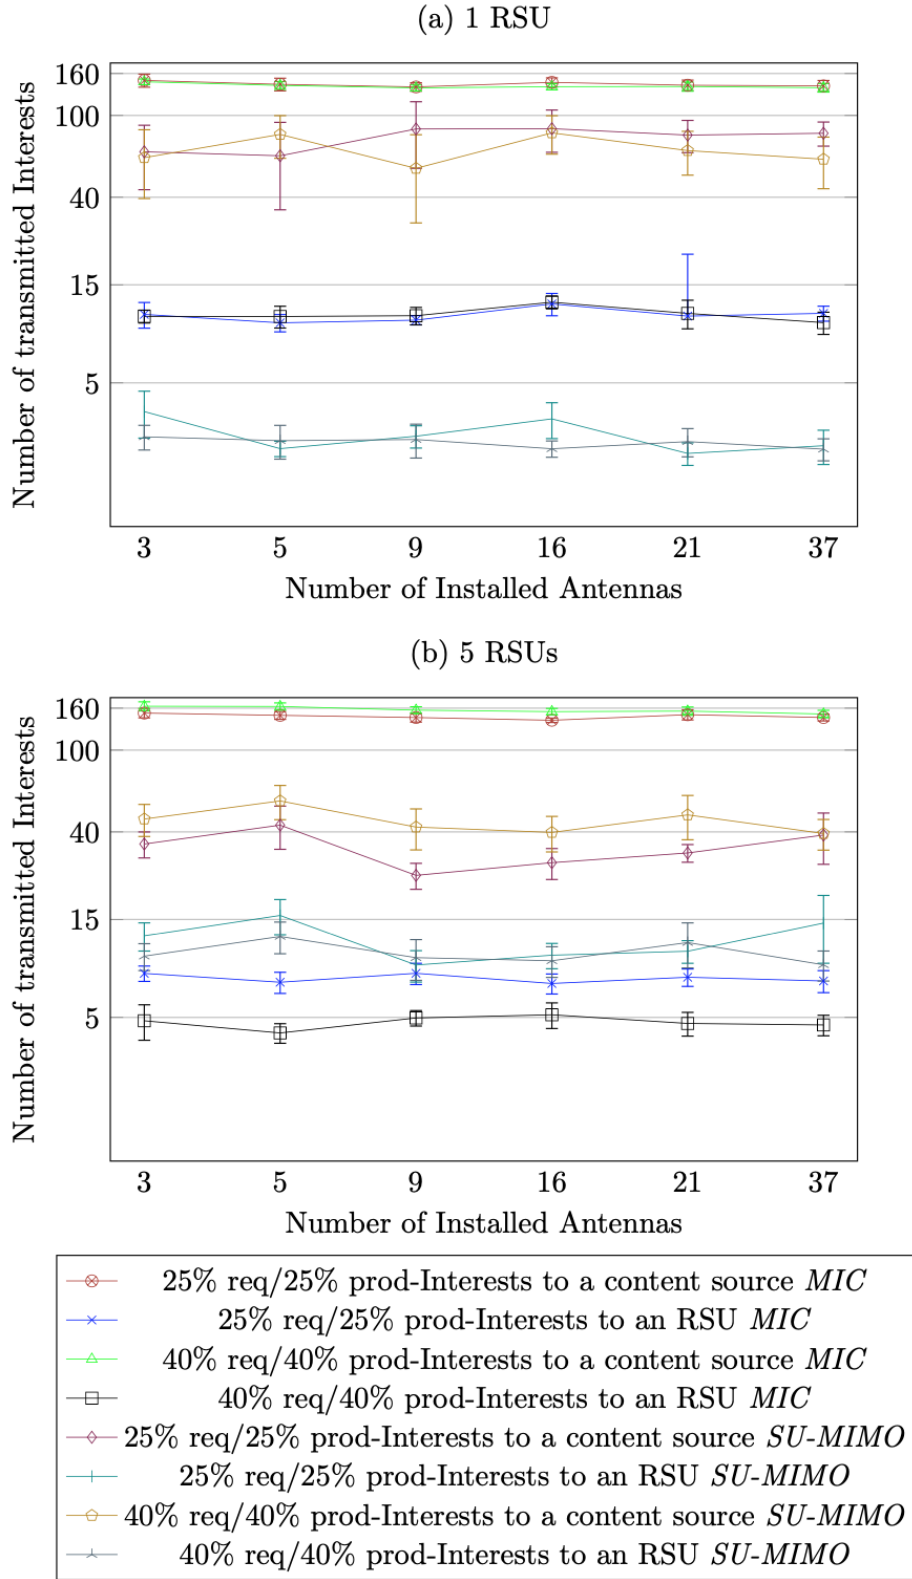 (a) 1 RSU
Number of transmitted Interests
160
100
40
15
5
3 5 9 16 21 37
Number of Installed Antennas
(b) 5 RSUs
Number of transmitted Interests
160
100
40
15
5
3 5 9 16 21 37
Number of Installed Antennas
25% req/25% prod-Interests to a content source MIC
25% req/25% prod-Interests to an RSU MIC
40% req/40% prod-Interests to a content source MIC
40% req/40% prod-Interests to an RSU MIC
25% req/25% prod-Interests to a content source SU-MIMO
25% req/25% prod-Interests to an RSU SU-MIMO
40% req/40% prod-Interests to a content source SU-MIMO
40% req/40% prod-Interests to an RSU SU-MIMO